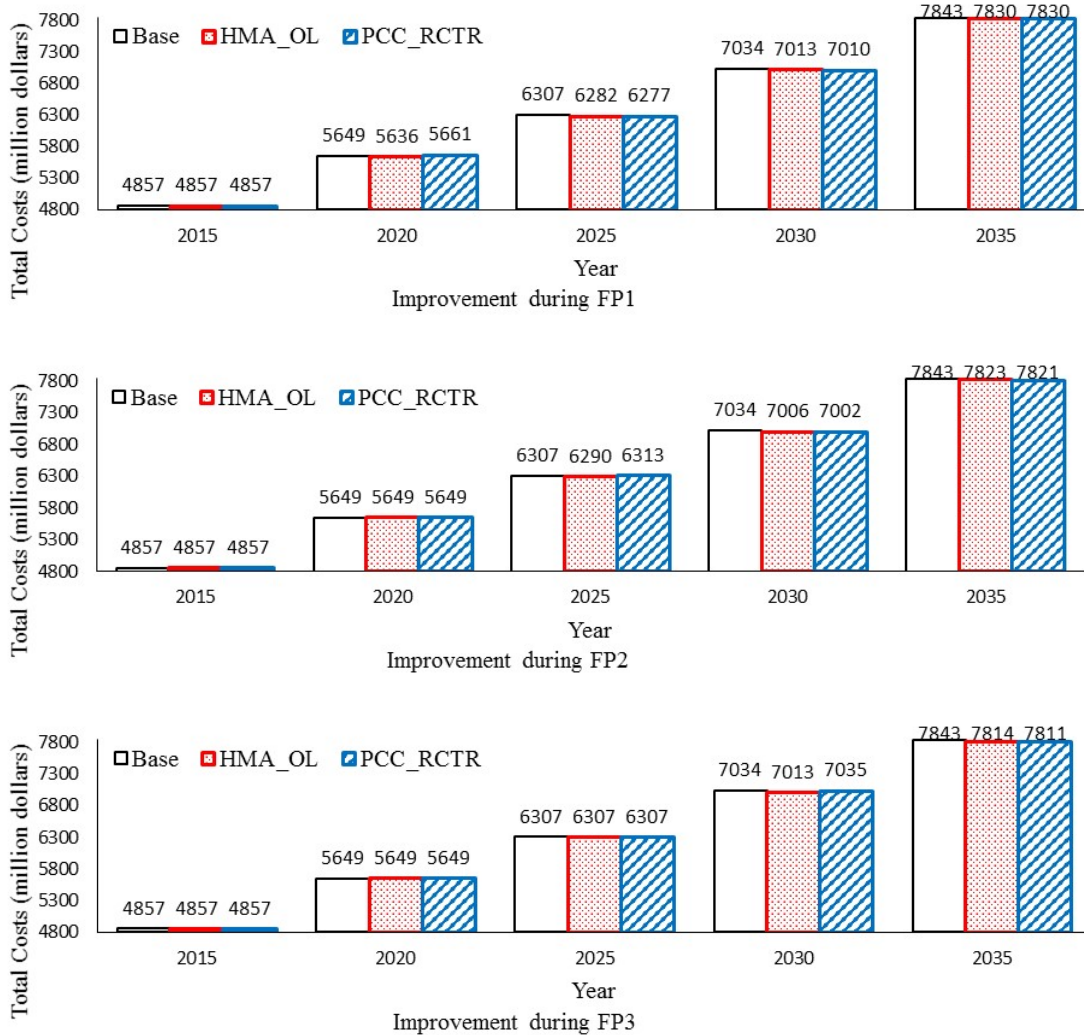 Total Costs (million dollars)
7800
7300
6800
6300
5800
5300
4800
Base HMA_OL PCC_RCTR
4857 4857 4857
5649 5636 5661
6307 6282 6277
7034 7013 7010
7843 7830 7830
2015 2020 2025 2030 2035
Year
Improvement during FP1
Total Costs (million dollars)
7800
7300
6800
6300
5800
5300
4800
Base HMA_OL PCC_RCTR
4857 4857 4857
5649 5649 5649
6307 6290 6313
7034 7006 7002
7843 7823 7821
2015 2020 2025 2030 2035
Year
Improvement during FP2
Total Costs (million dollars)
7800
7300
6800
6300
5800
5300
4800
Base HMA_OL PCC_RCTR
4857 4857 4857
5649 5649 5649
6307 6307 6307
7034 7013 7035
7843 7814 7811
2015 2020 2025 2030 2035
Year
Improvement during FP3